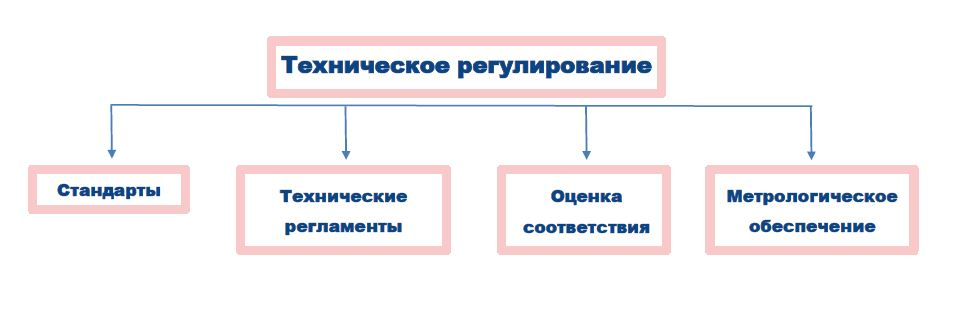 Техническое регулирование
Стандарты
Технические
регламенты
Оценка
соответствия
Метрологическое
обеспечение